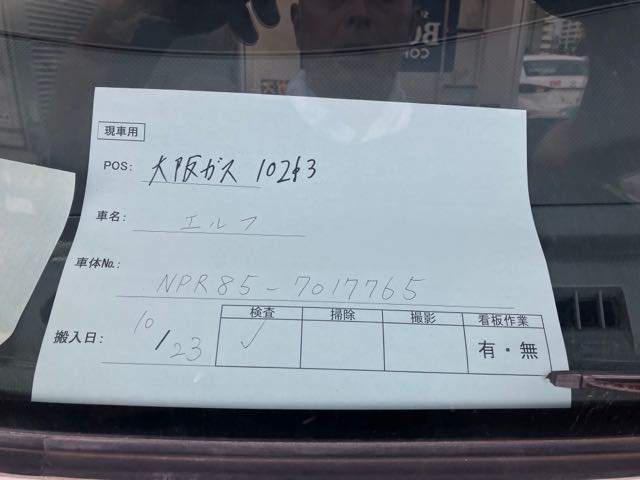 現車用
POS: 大阪ガス 10243
車名: エルフ
車体No.: NPR85-7017765
搬入日: 10/23
検査 掃除 撮影 看板作業
✓ 有・無